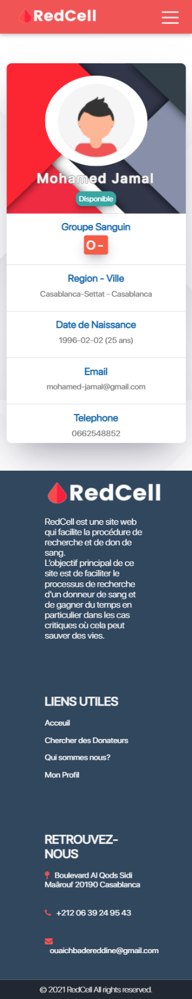 RedCell
Mohamed Jamal
Disponible
Groupe Sanguin
O-
Region - Ville
Casablanca-Settat - Casablanca
Date de Naissance
1996-02-02 (25 ans)
Email
mohamed-jamal@gmail.com
Telephone
0662548852
RedCell
RedCell est une site web
qui facilite la procédure de
recherche et de don de
sang.
L'objectif principal de ce
site est de faciliter le
processus de recherche
d'un donneur de sang et
de gagner du temps en
particulier dans les cas
critiques où cela peut
sauver des vies.
LIENS UTILES
Acceuil
Chercher des Donateurs
Qui sommes nous?
Mon Profil
RETROUVEZ-
NOUS
Boulevard Al Qods Sidi
Maârouf 20190 Casablanca
+212 06 39 24 95 43
ouaichbadereddine@gmail.com
© 2021 RedCell All rights reserved.